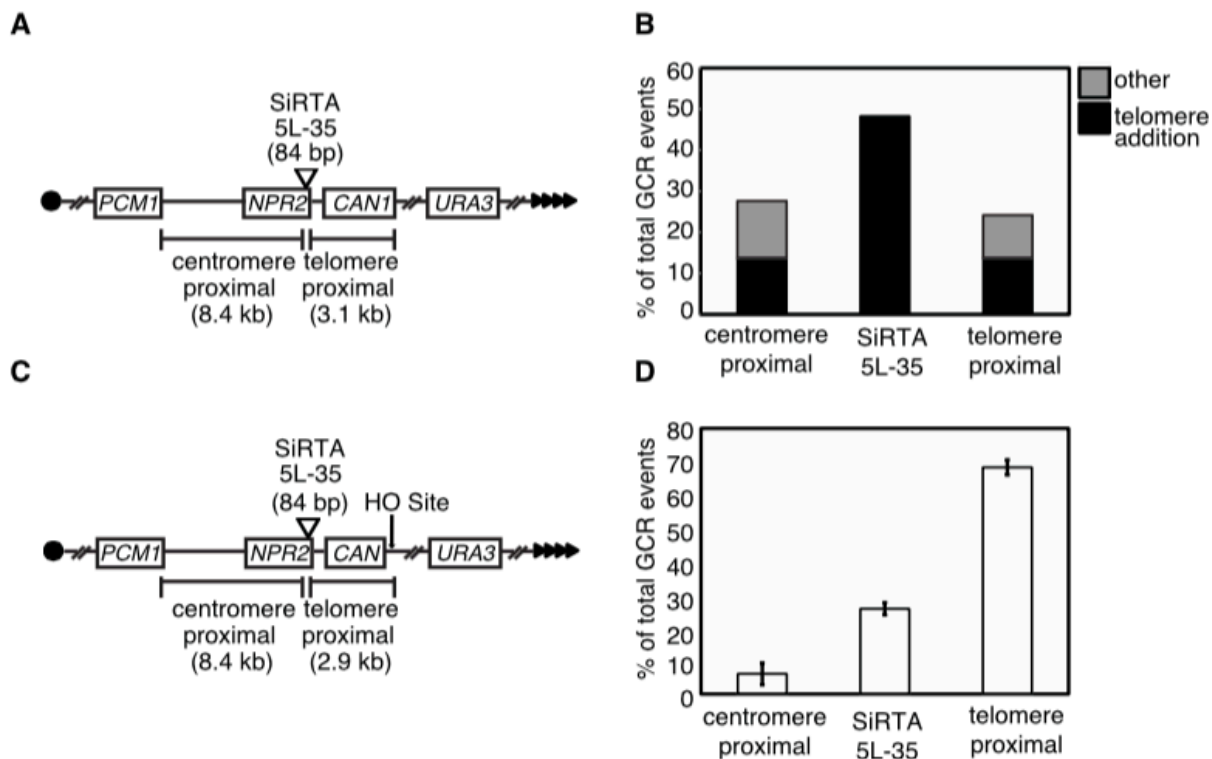 A
SiRTA
5L-35
(84 bp)
PCM1 NPR2 CAN1 URA3
centromere telomere
proximal proximal
(8.4 kb) (3.1 kb)
B
60
50
40
30
20
10
0
% of total GCR events
centromere SiRTA telomere
proximal 5L-35 proximal
other
telomere
addition
C
SiRTA
5L-35
(84 bp) HO Site
PCM1 NPR2 CAN URA3
centromere telomere
proximal proximal
(8.4 kb) (2.9 kb)
D
80
70
60
50
40
30
20
10
0
% of total GCR events
centromere SiRTA telomere
proximal 5L-35 proximal